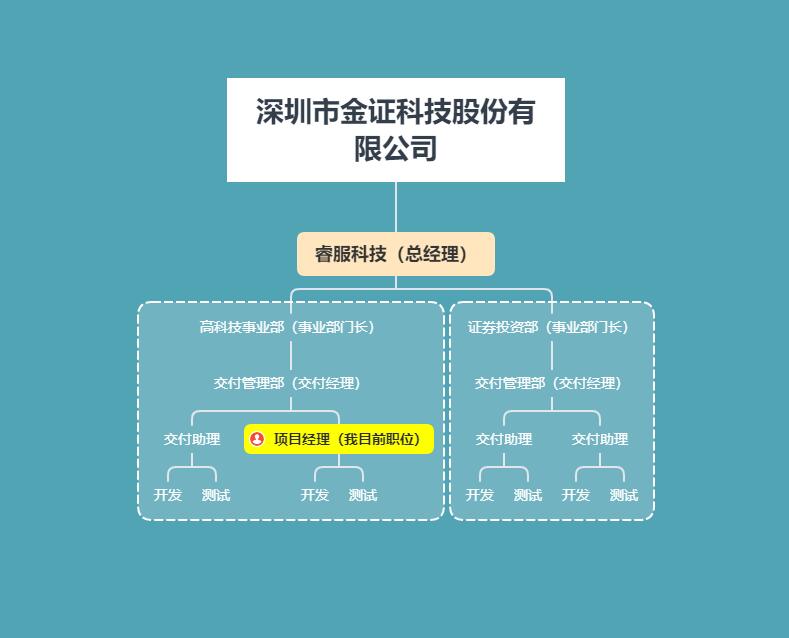 深圳市金证科技股份有
限公司
睿服科技（总经理）
高科技事业部（事业部门长）
证券投资部（事业部门长）
交付管理部（交付经理）
交付管理部（交付经理）
交付助理
项目经理（我目前职位）
交付助理
交付助理
开发
测试
开发
测试
开发
测试
开发
测试